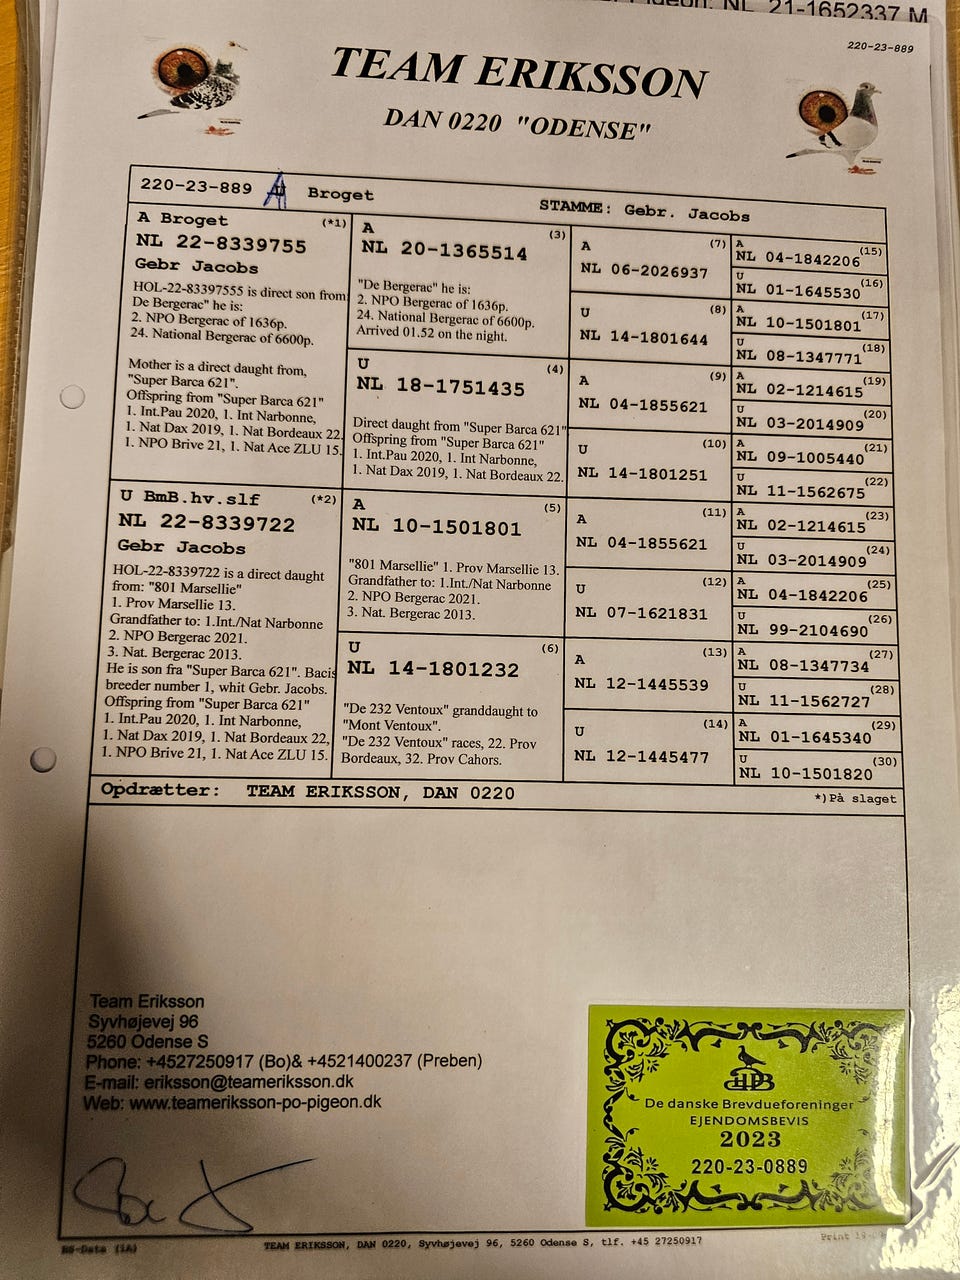 Pigeon: NL 21-1652337 M
220-23-889
TEAM ERIKSSON
DAN 0220 "ODENSE"
220-23-889 A Broget STAMME: Gebr. Jacobs
A Broget (*1)
NL 22-8339755
Gebr Jacobs
HOL-22-83397555 is direct son from
De Bergerac" he is:
2. NPO Bergerac of 1636p.
24. National Bergerac of 6600p.
Mother is a direct daught from,
"Super Barca 621".
Offspring from "Super Barca 621"
1. Int.Pau 2020, 1. Int Narbonne,
1. Nat Dax 2019, 1. Nat Bordeaux 22.
1. NPO Brive 21, 1. Nat Ace ZLU 15.
U BmB.hv.slf (*2)
NL 22-8339722
Gebr Jacobs
HOL-22-8339722 is a direct daught
from: "801 Marsellie"
1. Prov Marsellie 13.
Grandfather to: 1.Int/Nat Narbonne
2. NPO Bergerac 2021.
3. Nat. Bergerac 2013.
He is son fra "Super Barca 621". Bacis
breeder number 1, whit Gebr. Jacobs.
Offspring from "Super Barca 621"
1. Int.Pau 2020, 1. Int Narbonne,
1. Nat Dax 2019, 1. Nat Bordeaux 22,
1. NPO Brive 21, 1. Nat Ace ZLU 15.
A (3)
NL 20-1365514
"De Bergerac" he is:
2. NPO Bergerac of 1636p.
24. National Bergerac of 6600p.
Arrived 01.52 on the night.
U (4)
NL 18-1751435
Direct daught from "Super Barca 621"
Offspring from "Super Barca 621"
1. Int.Pau 2020, 1. Int Narbonne,
1. Nat Dax 2019, 1. Nat Bordeaux 22.
A (5)
NL 10-1501801
"801 Marsellie" 1. Prov Marsellie 13.
Grandfather to: 1.Int./Nat Narbonne
2. NPO Bergerac 2021.
3. Nat. Bergerac 2013.
U (6)
NL 14-1801232
"De 232 Ventoux" granddaught to
"Mont Ventoux".
"De 232 Ventoux" races, 22. Prov
Bordeaux, 32. Prov Cahors.
A (7)
NL 06-2026937
U (8)
NL 14-1801644
A (9)
NL 04-1855621
U (10)
NL 14-1801251
A (11)
NL 04-1855621
U (12)
NL 07-1621831
A (13)
NL 12-1445539
U (14)
NL 12-1445477
A (15)
NL 04-1842206
U (16)
NL 01-1645530
A (17)
NL 10-1501801
U (18)
NL 08-1347771
A (19)
NL 02-1214615
U (20)
NL 03-2014909
A (21)
NL 09-1005440
U (22)
NL 11-1562675
A (23)
NL 02-1214615
U (24)
NL 03-2014909
A (25)
NL 04-1842206
U (26)
NL 99-2104690
A (27)
NL 08-1347734
U (28)
NL 11-1562727
A (29)
NL 01-1645340
U (30)
NL 10-1501820
Opdrætter: TEAM ERIKSSON, DAN 0220
*)På slaget
Team Eriksson
Syvhøjevej 96
5260 Odense S
Phone: +4527250917 (Bo)& +4521400237 (Preben)
E-mail: eriksson@teameriksson.dk
Web: www.teameriksson-po-pigeon.dk
De danske Brevdueforeninger
EJENDOMSBEVIS
2023
220-23-0889
TEAM ERIKSSON, DAN 0220, Syvhøjevej 96, 5260 Odense S, tlf. +45 27250917